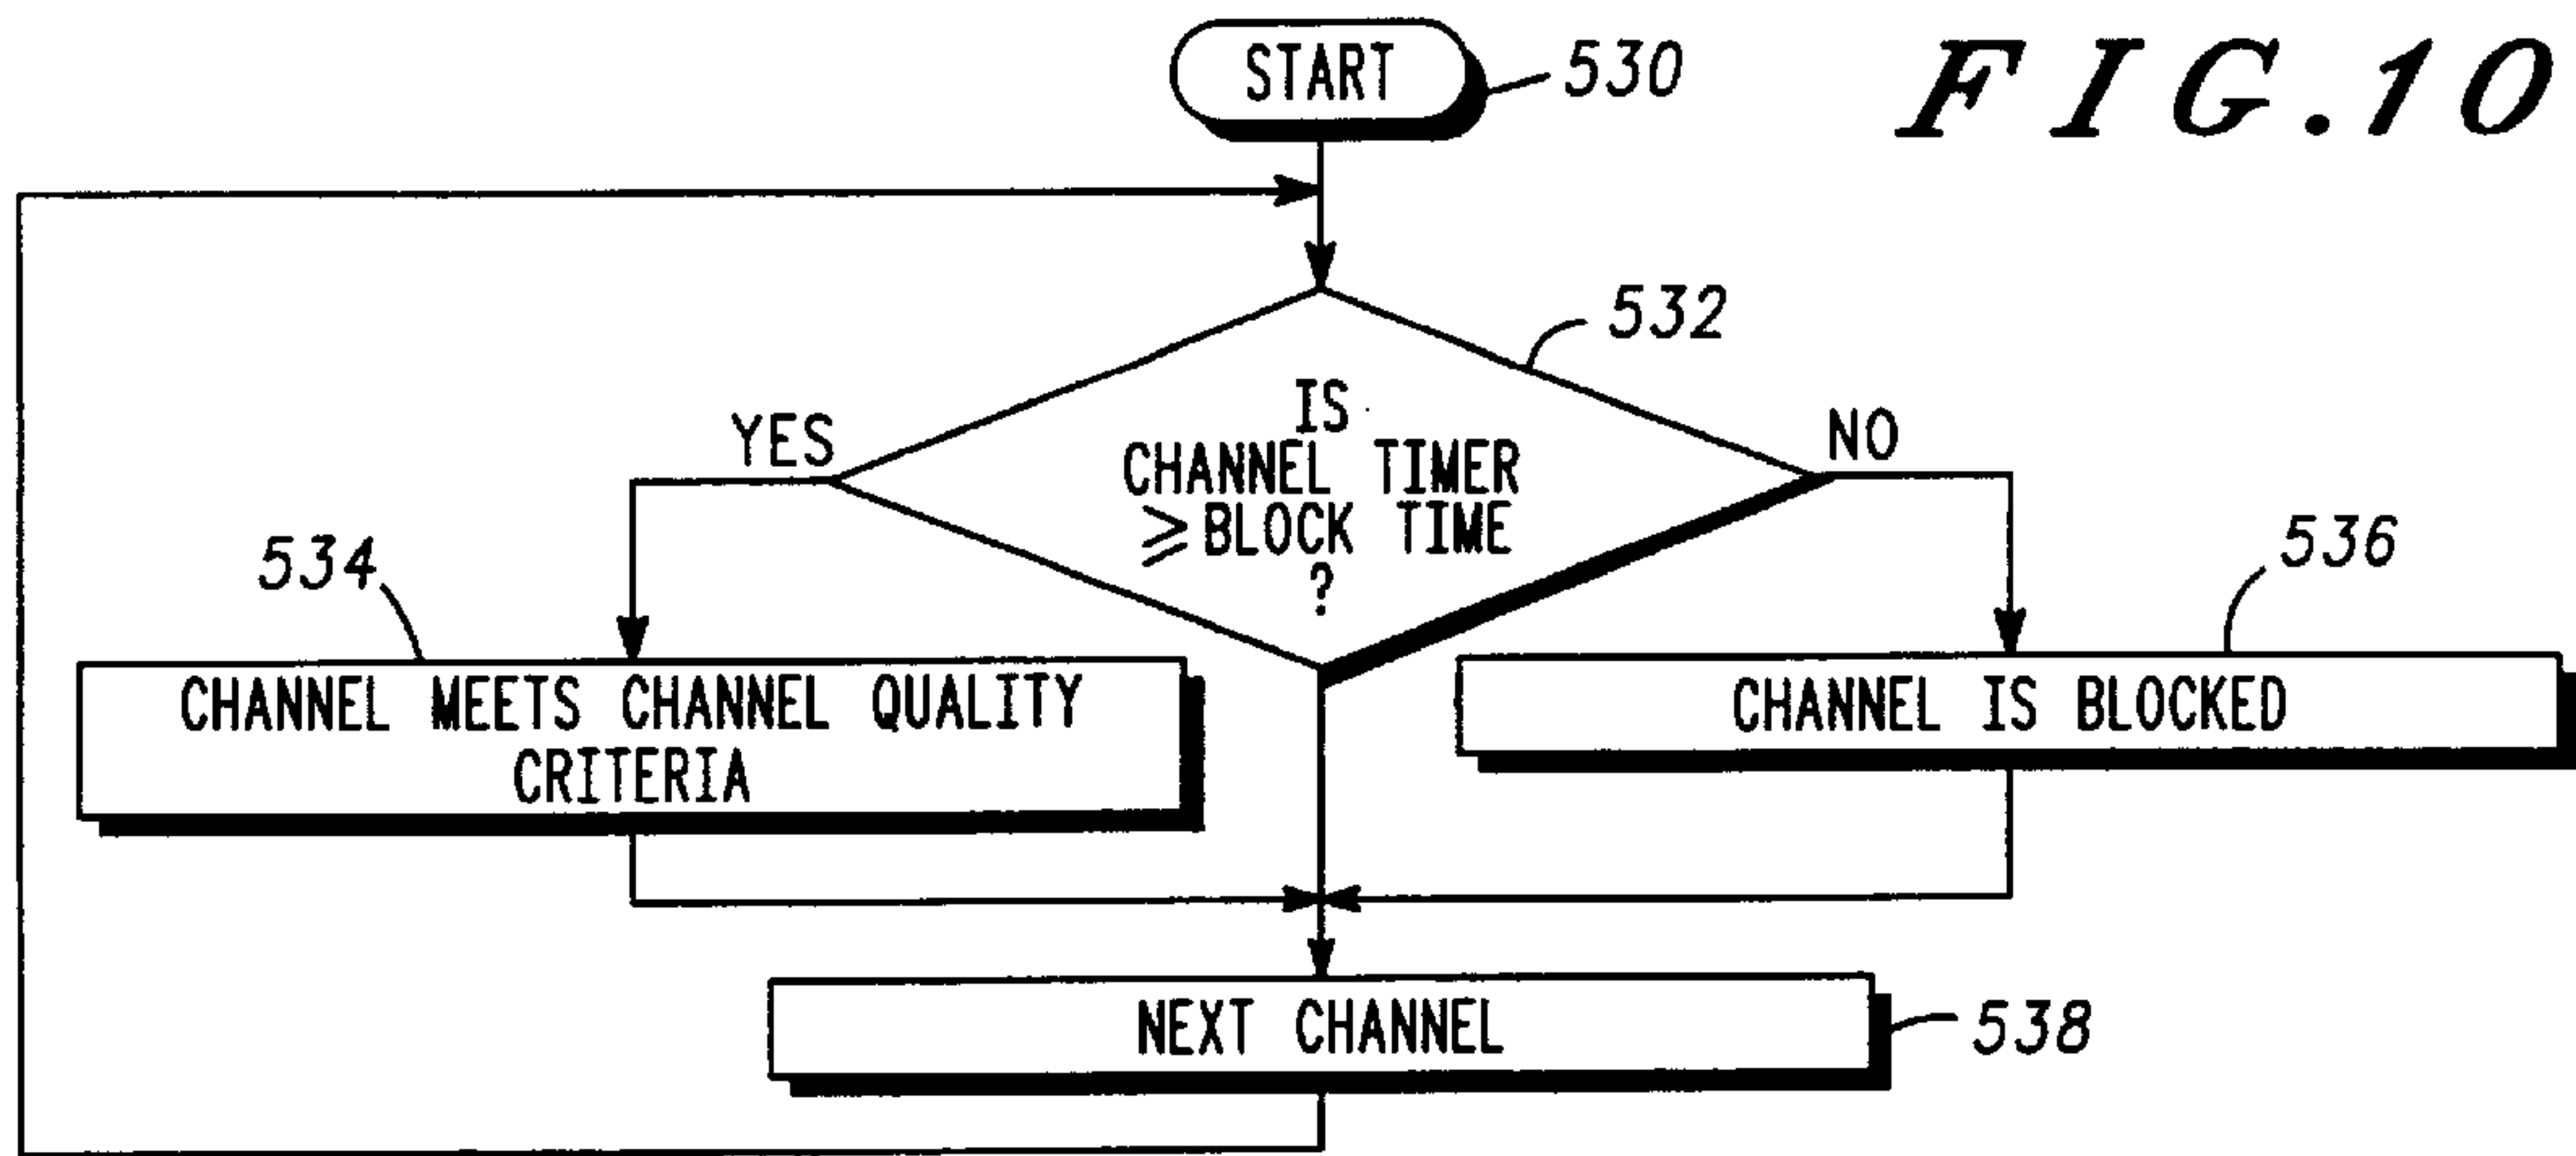 START
530
FIG.10
532
IS
CHANNEL TIMER
≥ BLOCK TIME
?
YES
NO
534
536
CHANNEL MEETS CHANNEL QUALITY
CRITERIA
CHANNEL IS BLOCKED
NEXT CHANNEL
538